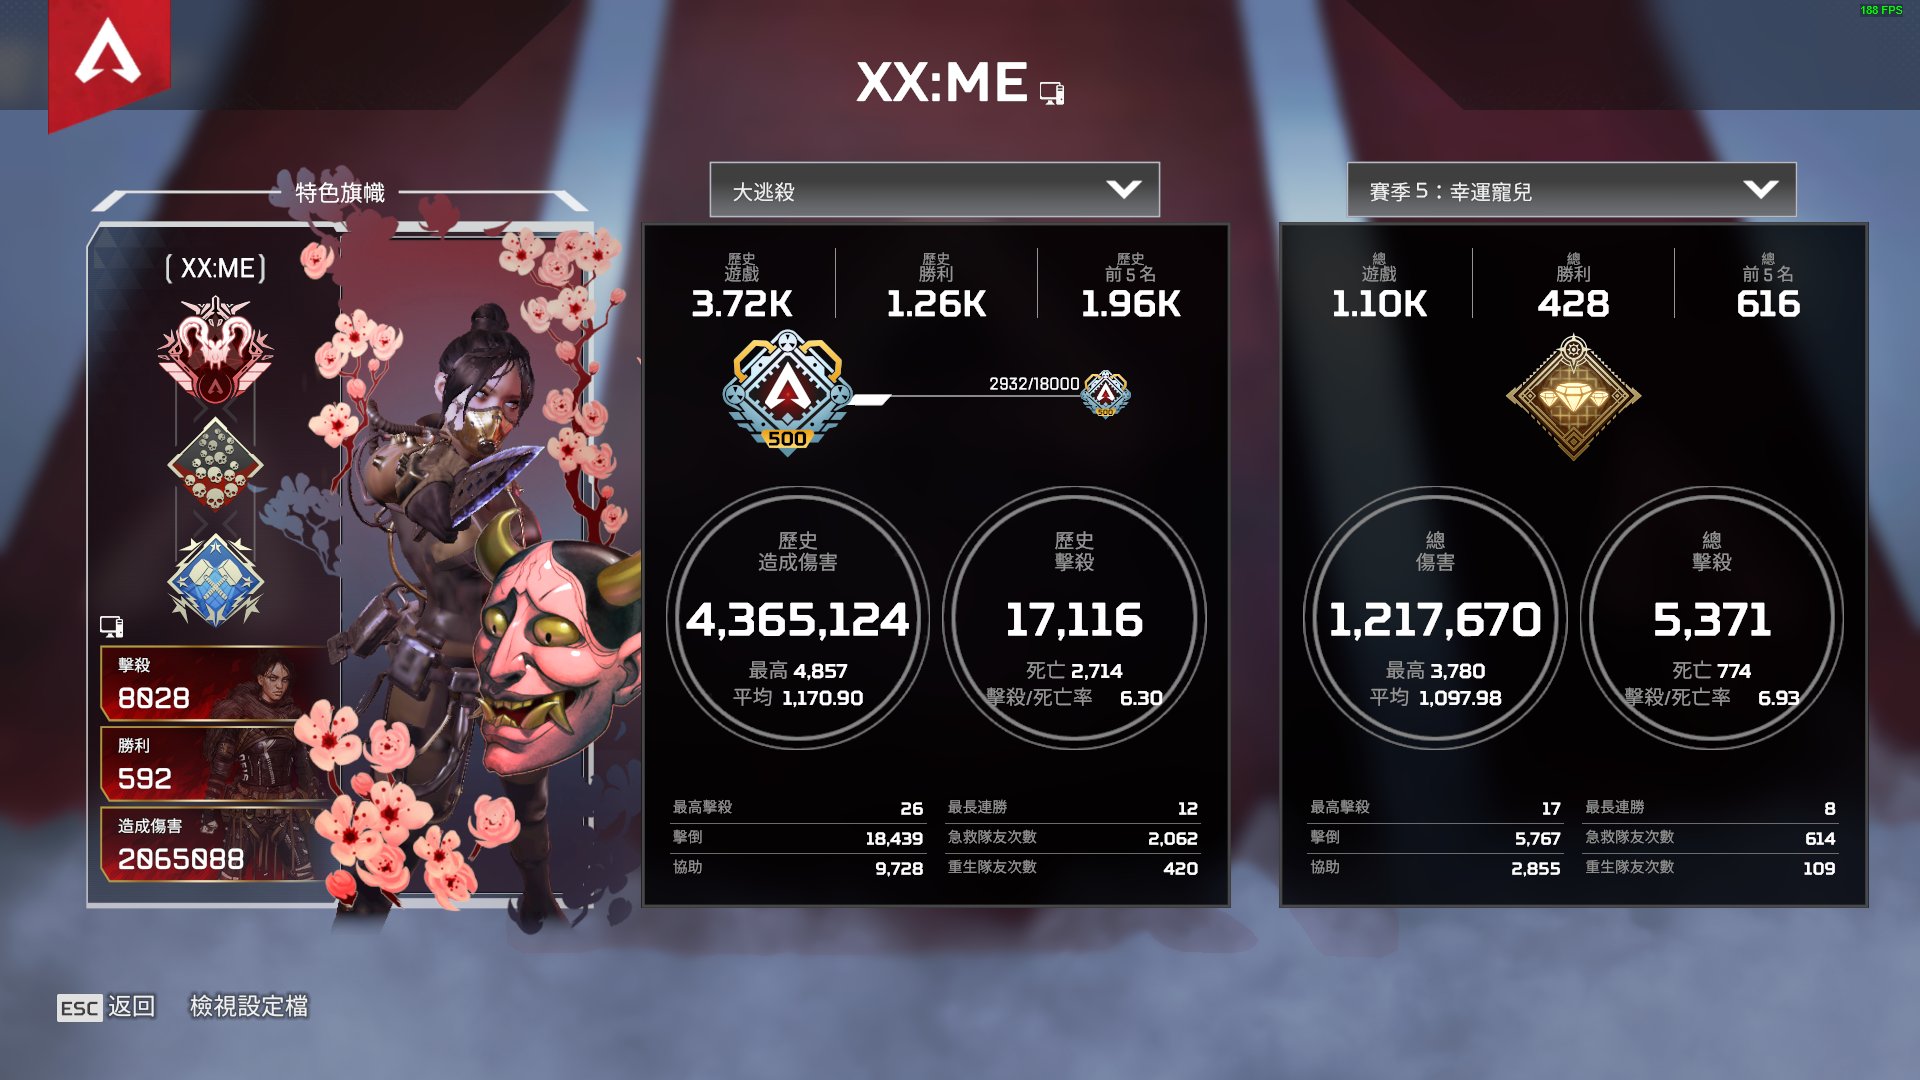 188 FPS
XX:ME
特色旗幟
[ XX:ME ]
擊殺
8028
勝利
592
造成傷害
2065088
大逃殺
歷史
遊戲
3.72K
歷史
勝利
1.26K
歷史
前 5 名
1.96K
500
2932/18000
500
歷史
造成傷害
4,365,124
最高 4,857
平均 1,170.90
歷史
擊殺
17,116
死亡 2,714
擊殺/死亡率 6.30
最高擊殺 26
擊倒 18,439
協助 9,728
最長連勝 12
急救隊友次數 2,062
重生隊友次數 420
賽季 5：幸運寵兒
總
遊戲
1.10K
總
勝利
428
總
前 5 名
616
總
傷害
1,217,670
最高 3,780
平均 1,097.98
總
擊殺
5,371
死亡 774
擊殺/死亡率 6.93
最高擊殺 17
擊倒 5,767
協助 2,855
最長連勝 8
急救隊友次數 614
重生隊友次數 109
ESC 返回 檢視設定檔